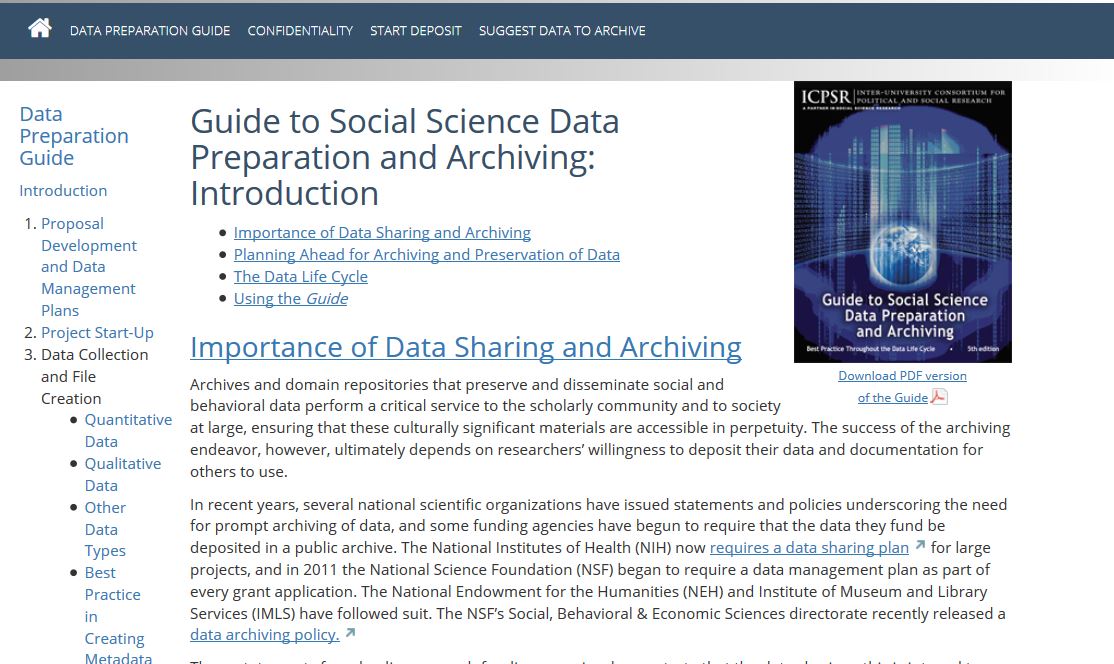 DATA PREPARATION GUIDE CONFIDENTIALITY START DEPOSIT SUGGEST DATA TO ARCHIVE
Data
Preparation
Guide
Introduction
1. Proposal
Development
and Data
Management
Plans
2. Project Start-Up
3. Data Collection
and File
Creation
• Quantitative
Data
• Qualitative
Data
• Other
Data
Types
• Best
Practice
in
Creating
Metadata
Guide to Social Science Data
Preparation and Archiving:
Introduction
• Importance of Data Sharing and Archiving
• Planning Ahead for Archiving and Preservation of Data
• The Data Life Cycle
• Using the Guide
Importance of Data Sharing and Archiving
Archives and domain repositories that preserve and disseminate social and
behavioral data perform a critical service to the scholarly community and to society
at large, ensuring that these culturally significant materials are accessible in perpetuity. The success of the archiving
endeavor, however, ultimately depends on researchers’ willingness to deposit their data and documentation for
others to use.
In recent years, several national scientific organizations have issued statements and policies underscoring the need
for prompt archiving of data, and some funding agencies have begun to require that the data they fund be
deposited in a public archive. The National Institutes of Health (NIH) now requires a data sharing plan for large
projects, and in 2011 the National Science Foundation (NSF) began to require a data management plan as part of
every grant application. The National Endowment for the Humanities (NEH) and Institute of Museum and Library
Services (IMLS) have followed suit. The NSF’s Social, Behavioral & Economic Sciences directorate recently released a
data archiving policy.
ICPSR INTER-UNIVERSITY CONSORTIUM FOR
POLITICAL AND SOCIAL RESEARCH
A PARTNER IN SOCIAL SCIENCE RESEARCH
Guide to Social Science
Data Preparation
and Archiving
Best Practice Throughout the Data Life Cycle • 5th edition
Download PDF version
of the Guide